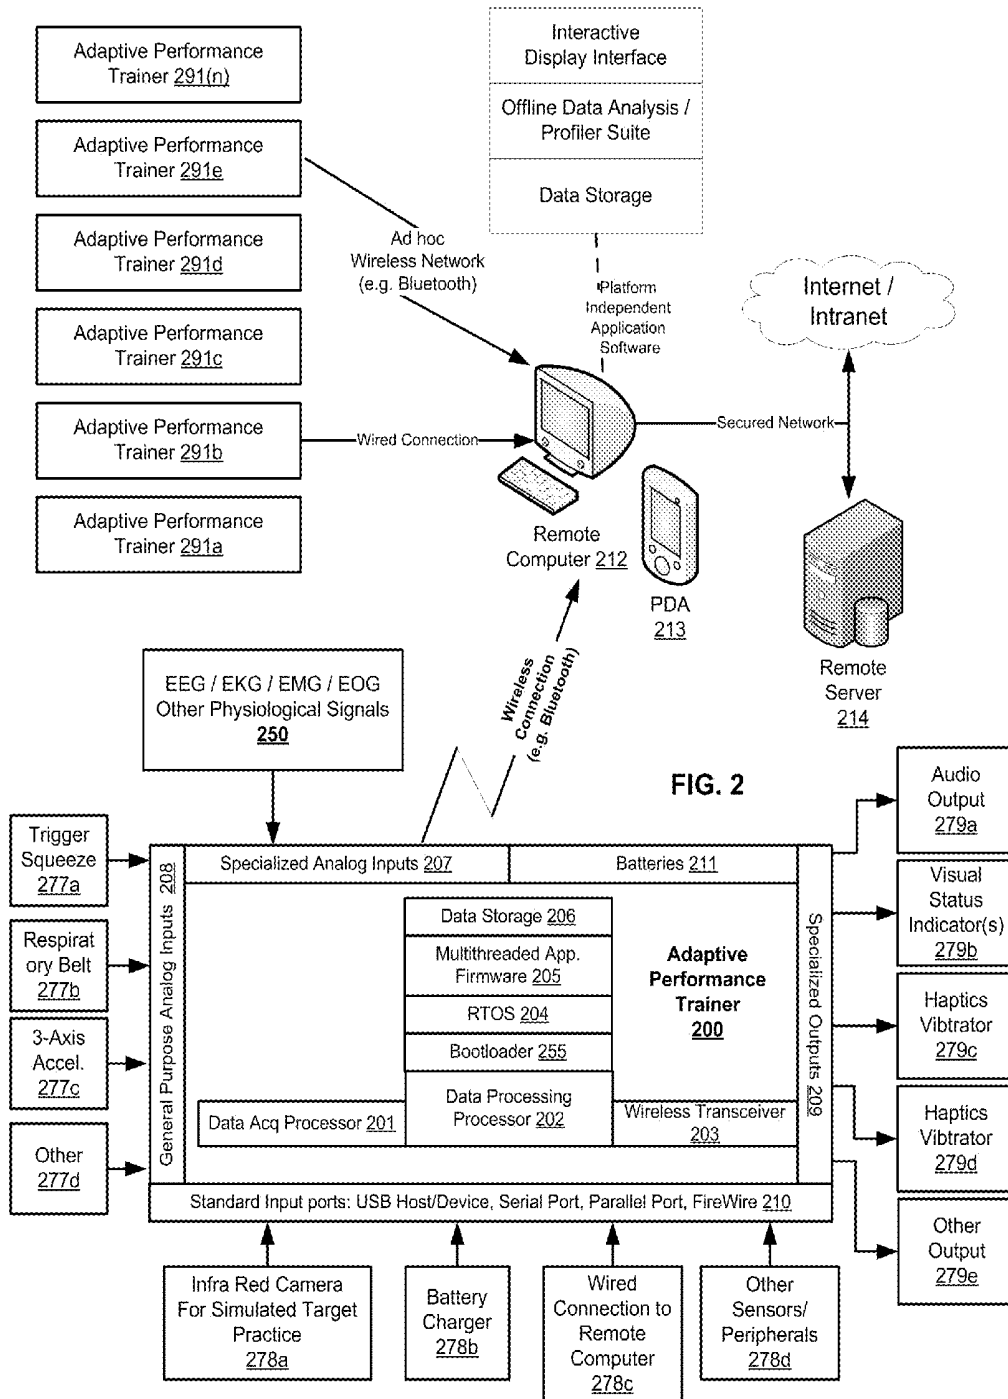 Adaptive Performance
Trainer 291(n)
Adaptive Performance
Trainer 291e
Adaptive Performance
Trainer 291d
Adaptive Performance
Trainer 291c
Adaptive Performance
Trainer 291b
Adaptive Performance
Trainer 291a
Interactive
Display Interface
Offline Data Analysis /
Profiler Suite
Data Storage
Ad hoc
Wireless Network
(e.g. Bluetooth)
Platform
Independent
Application
Software
Internet /
Intranet
Wired Connection
Secured Network
Remote
Computer 212
PDA
213
Remote
Server
214
EEG / EKG / EMG / EOG
Other Physiological Signals
250
Wireless
Connection
(e.g. Bluetooth)
FIG. 2
Trigger
Squeeze
277a
Respirat
ory Belt
277b
3-Axis
Accel.
277c
Other
277d
General Purpose Analog Inputs 208
Specialized Analog Inputs 207
Batteries 211
Data Storage 206
Multithreaded App.
Firmware 205
RTOS 204
Bootloader 255
Data Processing
Processor
202
Data Acq Processor 201
Wireless Transceiver
203
Adaptive
Performance
Trainer
200
Specialized Outputs 209
Standard Input ports: USB Host/Device, Serial Port, Parallel Port, FireWire 210
Audio
Output
279a
Visual
Status
Indicator(s)
279b
Haptics
Vibtrator
279c
Haptics
Vibtrator
279d
Other
Output
279e
Infra Red Camera
For Simulated Target
Practice
278a
Battery
Charger
278b
Wired
Connection to
Remote
Computer
278c
Other
Sensors/
Peripherals
278d